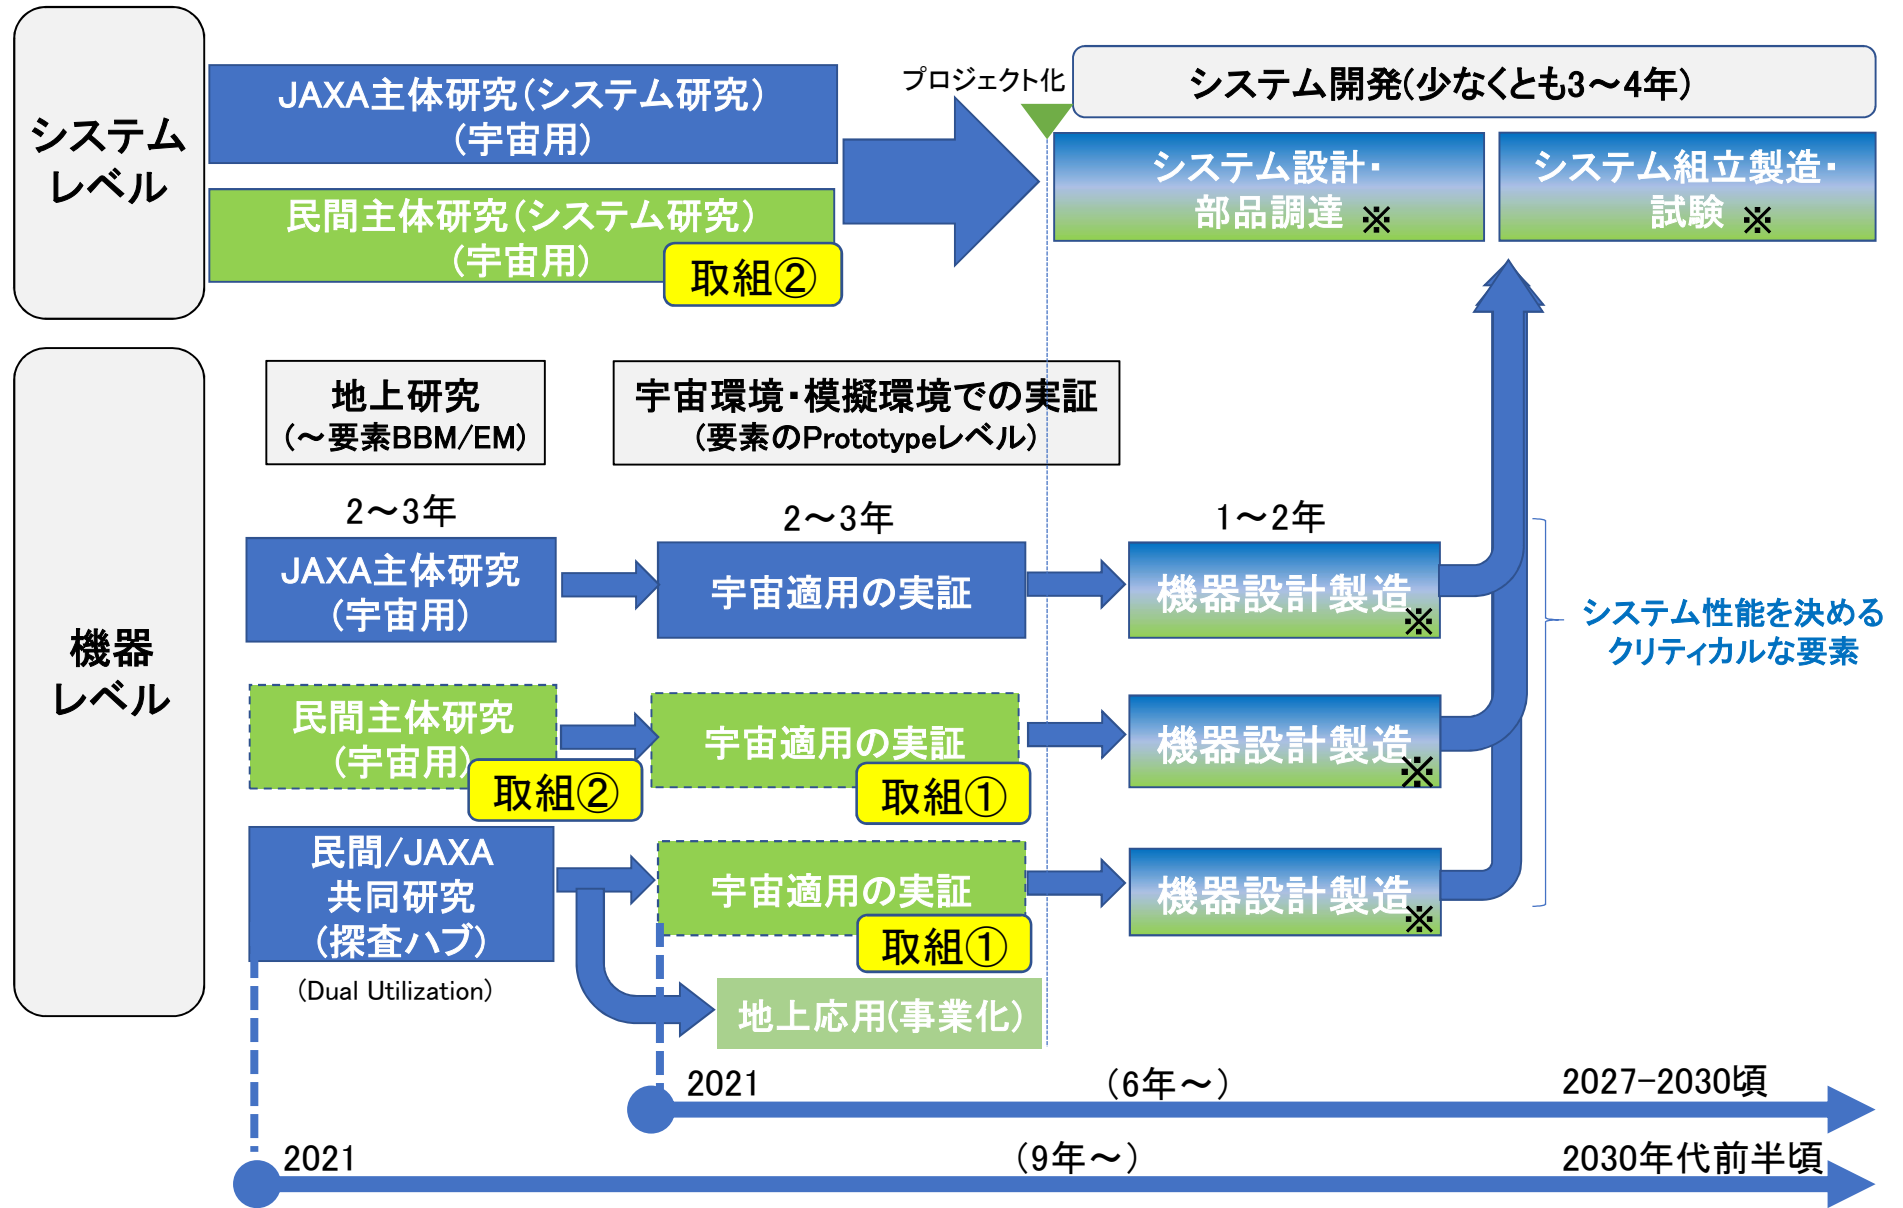 システム
レベル
JAXA主体研究(システム研究)
(宇宙用)
民間主体研究(システム研究)
(宇宙用)
取組②
プロジェクト化
システム開発(少なくとも3～4年)
システム設計・
部品調達 ※
システム組立製造・
試験 ※
機器
レベル
地上研究
(～要素BBM/EM)
宇宙環境・模擬環境での実証
(要素のPrototypeレベル)
2～3年
2～3年
1～2年
JAXA主体研究
(宇宙用)
宇宙適用の実証
機器設計製造
※
民間主体研究
(宇宙用)
取組②
宇宙適用の実証
取組①
機器設計製造
※
民間/JAXA
共同研究
(探査ハブ)
(Dual Utilization)
宇宙適用の実証
取組①
機器設計製造
※
地上応用(事業化)
システム性能を決める
クリティカルな要素
2021
(6年～)
2027-2030頃
2021
(9年～)
2030年代前半頃